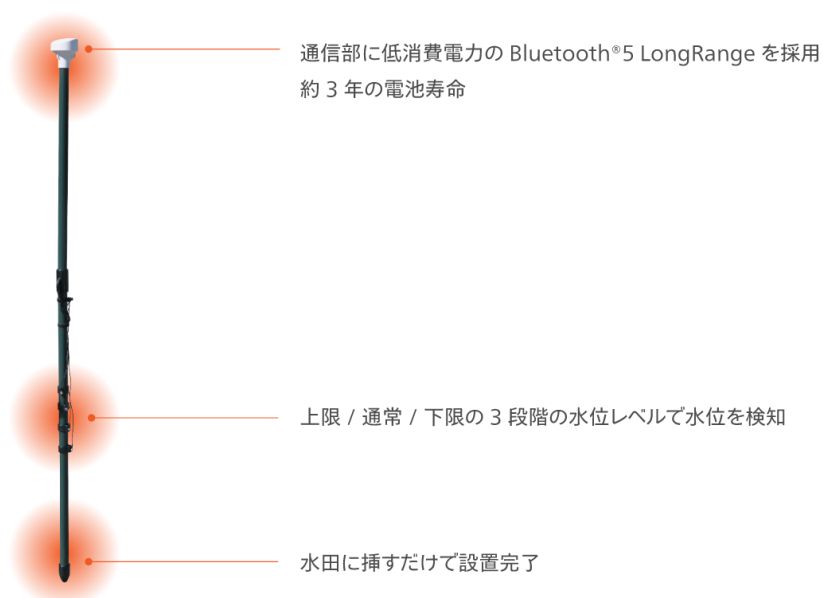 通信部に低消費電力の Bluetooth®5 LongRange を採用
約 3 年の電池寿命
上限 / 通常 / 下限の 3 段階の水位レベルで水位を検知
水田に挿すだけで設置完了